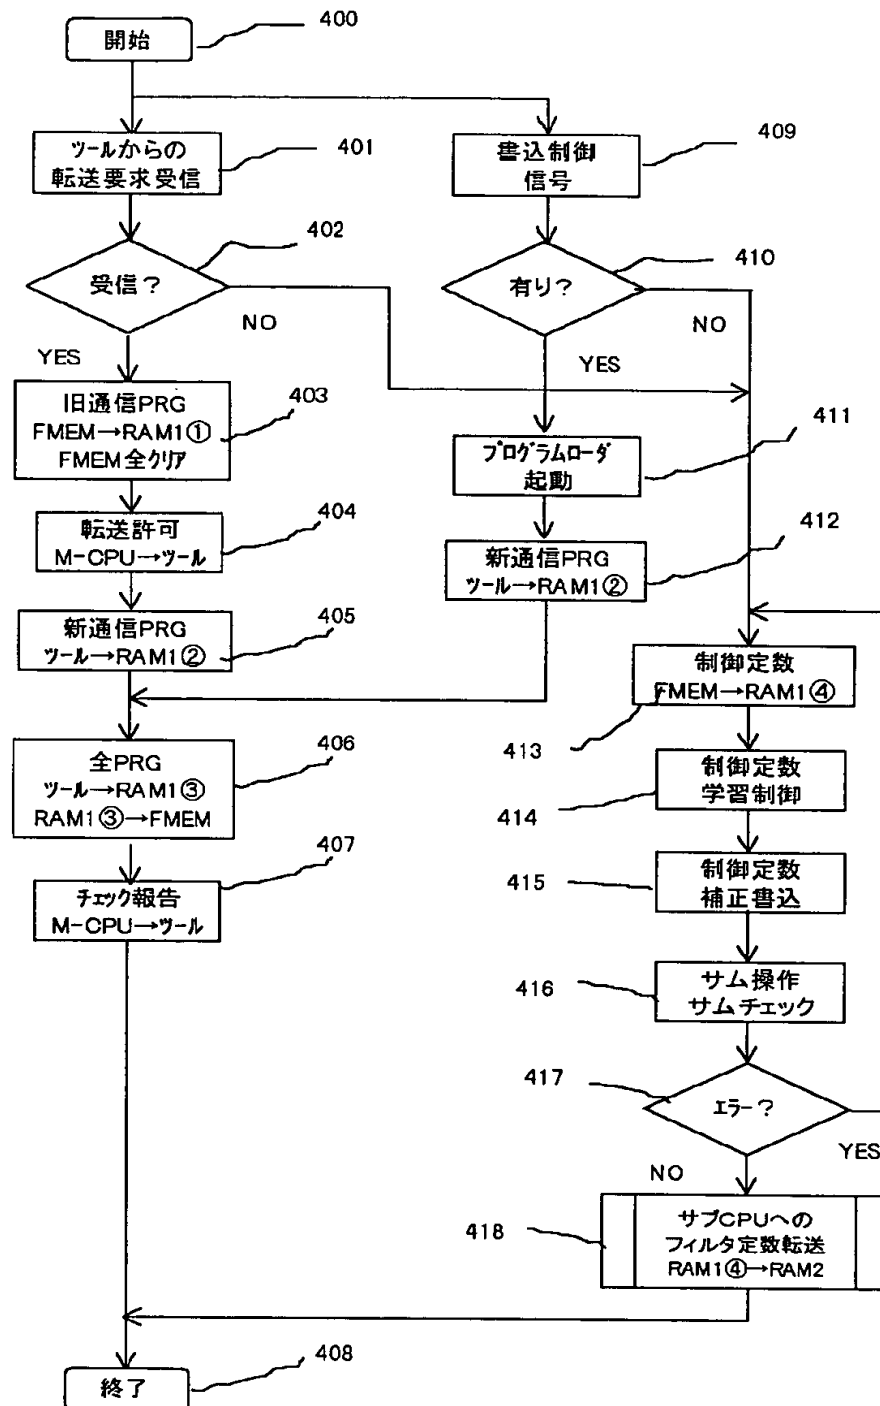 開始
400
ツールからの
転送要求受信
401
書込制御
信号
409
受信?
402
NO
YES
有り?
410
NO
YES
旧通信PRG
FMEM→RAM1①
FMEM全クリア
403
プログラムローダ
起動
411
転送許可
M-CPU→ツール
404
新通信PRG
ツール→RAM1②
412
新通信PRG
ツール→RAM1②
405
制御定数
FMEM→RAM1④
413
全PRG
ツール→RAM1③
RAM1③→FMEM
406
制御定数
学習制御
414
チェック報告
M-CPU→ツール
407
制御定数
補正書込
415
サム操作
サムチェック
416
エラー?
417
YES
NO
サブCPUへの
フィルタ定数転送
RAM1④→RAM2
418
終了
408